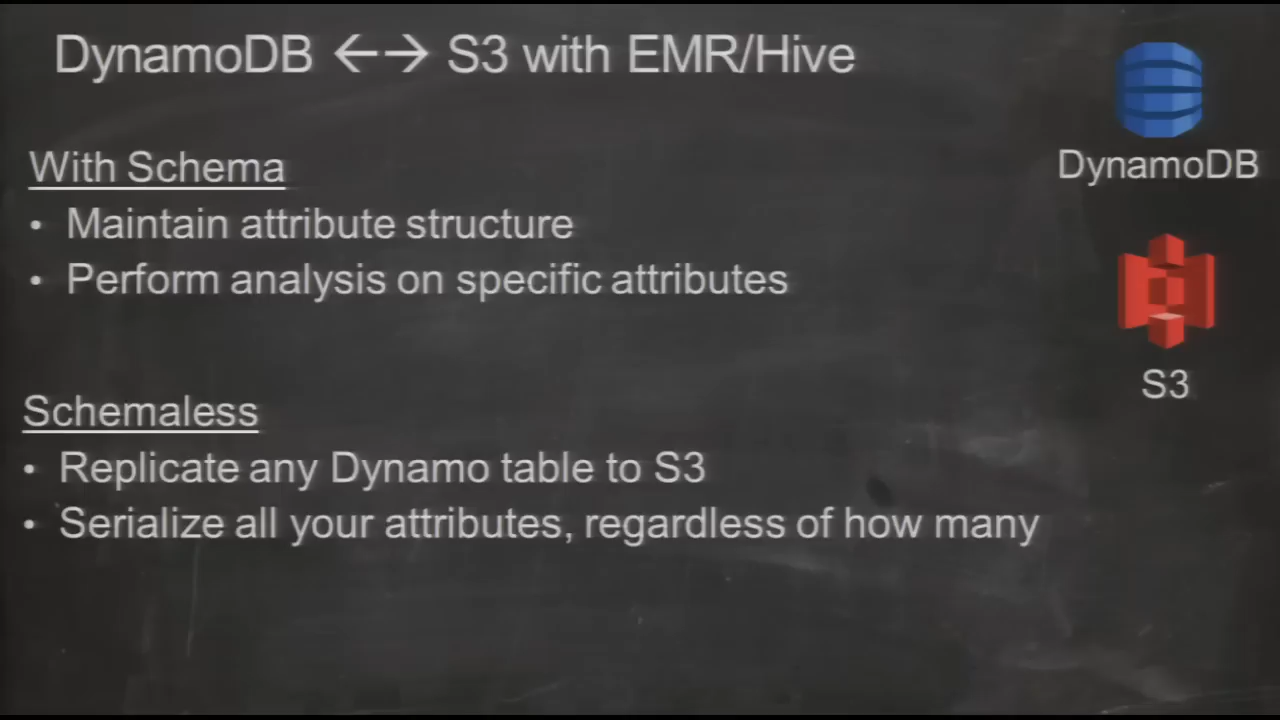 DynamoDB ←→ S3 with EMR/Hive
DynamoDB
With Schema
• Maintain attribute structure
• Perform analysis on specific attributes
S3
Schemaless
• Replicate any Dynamo table to S3
• Serialize all your attributes, regardless of how many